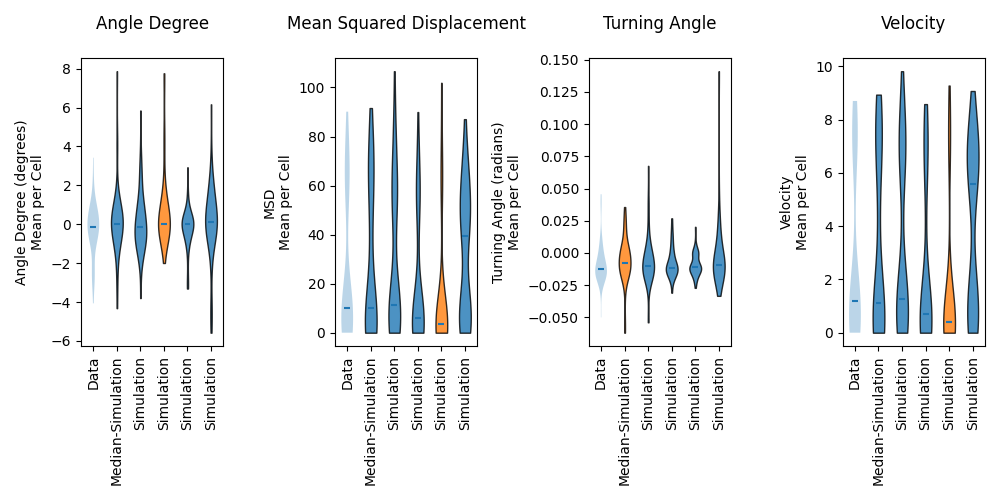 Angle Degree
Mean Squared Displacement
Turning Angle
Velocity
Angle Degree (degrees)
Mean per Cell
8
6
4
2
0
−2
−4
−6
Data
Median-Simulation
Simulation
Simulation
Simulation
Simulation
MSD
Mean per Cell
100
80
60
40
20
0
Data
Median-Simulation
Simulation
Simulation
Simulation
Simulation
Turning Angle (radians)
Mean per Cell
0.150
0.125
0.100
0.075
0.050
0.025
0.000
−0.025
−0.050
Data
Median-Simulation
Simulation
Simulation
Simulation
Simulation
Velocity
Mean per Cell
10
8
6
4
2
0
Data
Median-Simulation
Simulation
Simulation
Simulation
Simulation